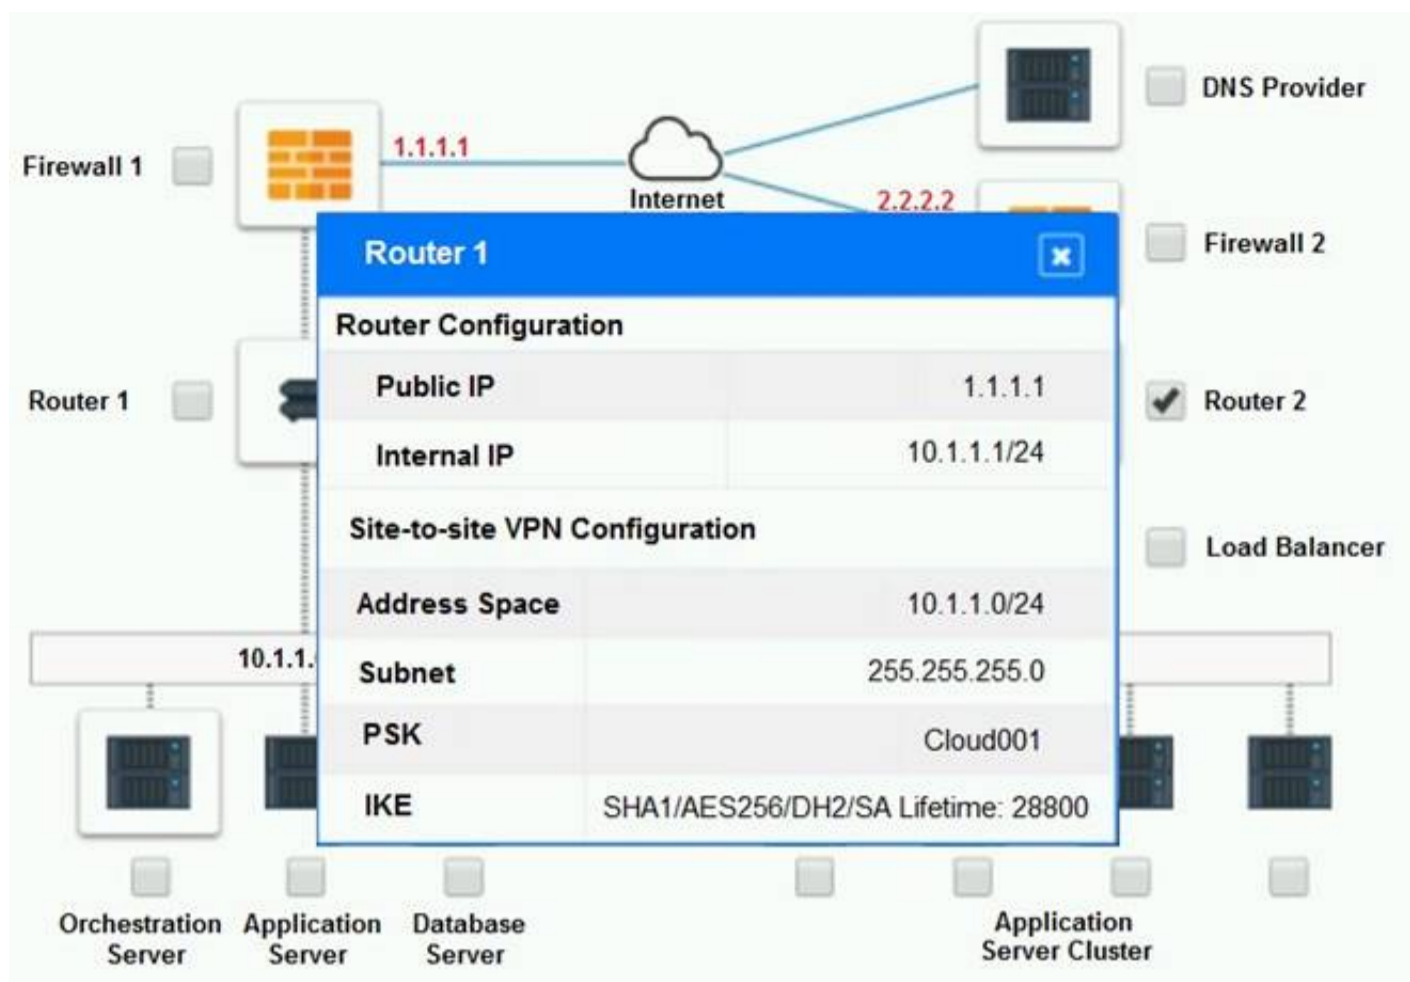 DNS Provider
1.1.1.1
Firewall 1
Internet
2.2.2.2
Firewall 2
Router 1
Router Configuration
Public IP 1.1.1.1
Router 1
Router 2
Internal IP 10.1.1.1/24
Site-to-site VPN Configuration
Load Balancer
Address Space 10.1.1.0/24
10.1.1.
Subnet 255.255.255.0
PSK Cloud001
IKE SHA1/AES256/DH2/SA Lifetime: 28800
Orchestration Server
Application Server
Database Server
Application Server Cluster